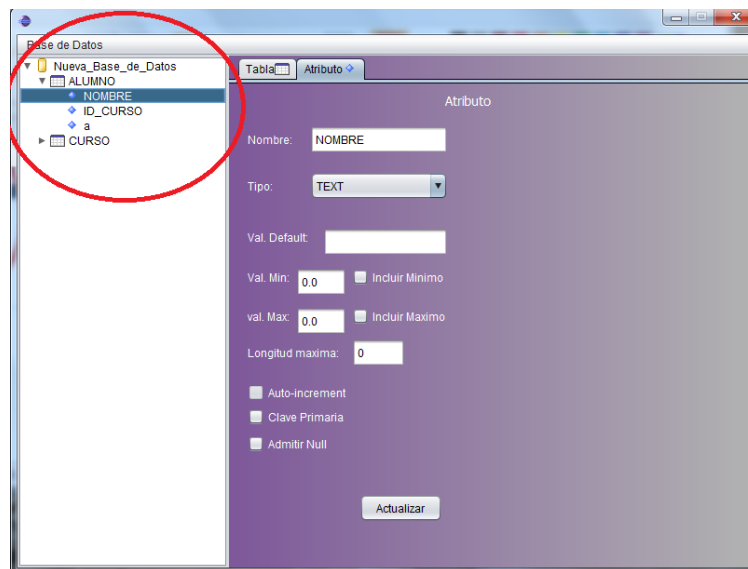 Base de Datos
Nueva_Base_de_Datos
ALUMNO
NOMBRE
ID_CURSO
a
CURSO
Tabla
Atributo
Atributo
Nombre: NOMBRE
Tipo: TEXT
Val. Default:
Val. Min: 0.0 Incluir Minimo
val. Max: 0.0 Incluir Maximo
Longitud maxima: 0
Auto-increment
Clave Primaria
Admitir Null
Actualizar